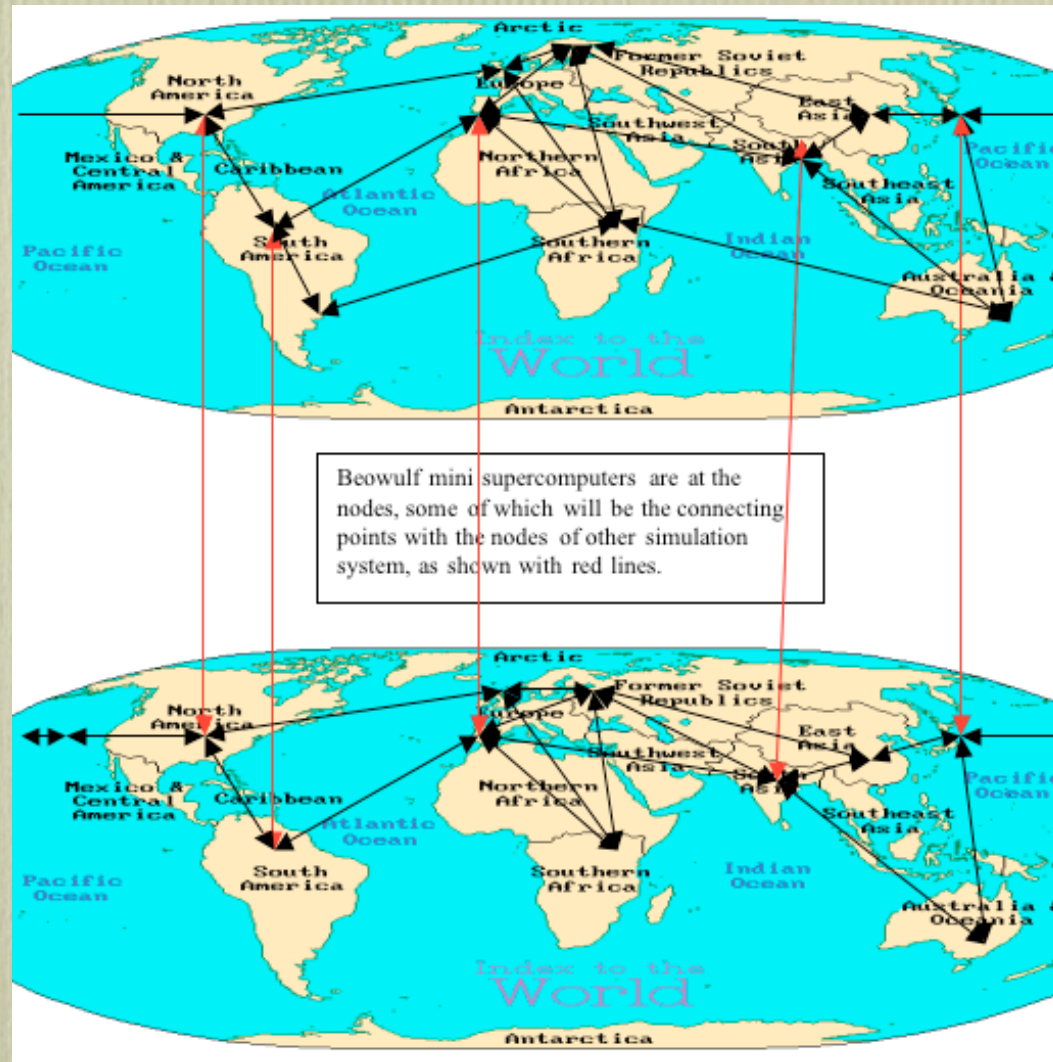 Arctic
North
America
Former Soviet
Republics
Europe
East
Asia
Southwest
Asia
South
Asia
Pacific
Ocean
Mexico &
Central
America
Caribbean
Northern
Africa
Atlantic
Ocean
Southeast
Asia
Pacific
Ocean
South
America
Southern
Africa
Indian
Ocean
Australia &
Oceania
Index to the
World
Antarctica
Beowulf mini supercomputers are at the
nodes, some of which will be the connecting
points with the nodes of other simulation
system, as shown with red lines.
Arctic
North
America
Former Soviet
Republics
Europe
East
Asia
Southwest
Asia
South
Asia
Pacific
Ocean
Mexico &
Central
America
Caribbean
Northern
Africa
Atlantic
Ocean
Southeast
Asia
Pacific
Ocean
South
America
Southern
Africa
Indian
Ocean
Australia &
Oceania
Index to the
World
Antarctica